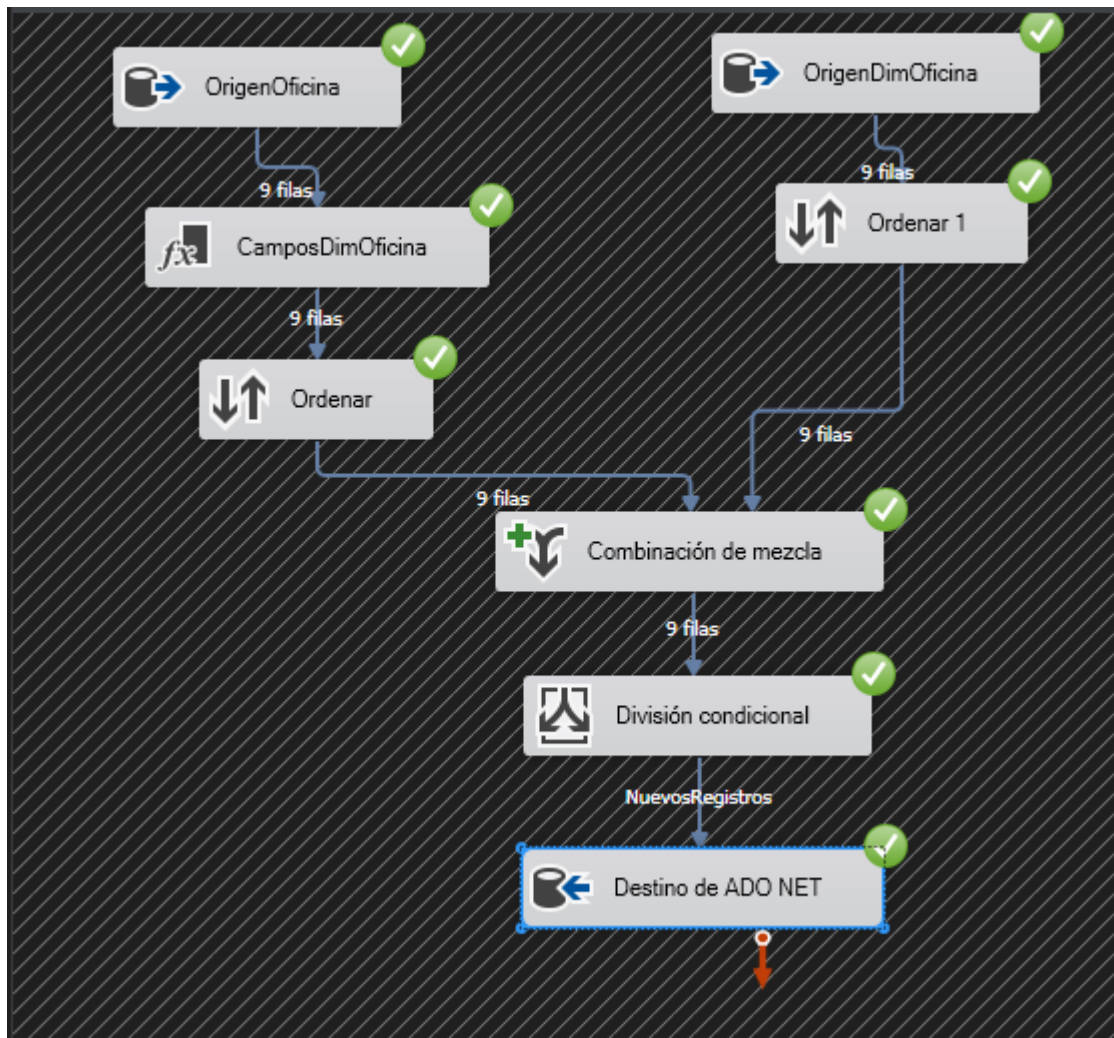 OrigenOficina
OrigenDimOficina
9 filas
9 filas
CamposDimOficina
Ordenar 1
9 filas
Ordenar
9 filas
9 filas
Combinación de mezcla
9 filas
División condicional
NuevosRegistros
Destino de ADO NET